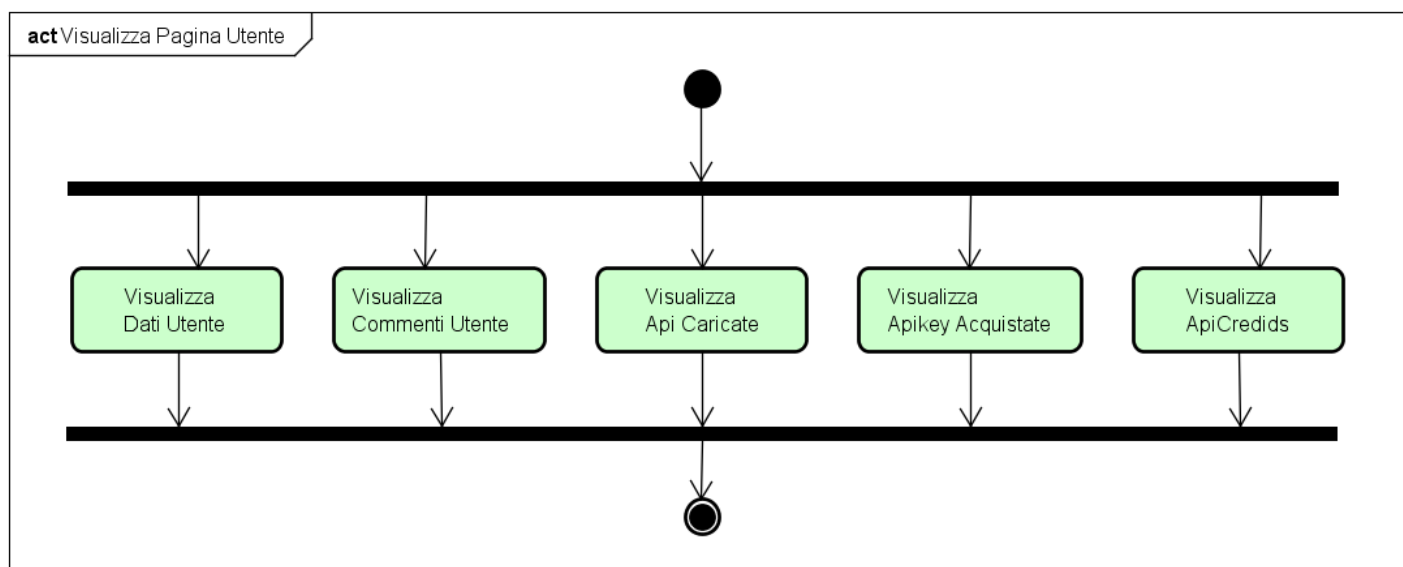 act Visualizza Pagina Utente
Visualizza
Dati Utente
Visualizza
Commenti Utente
Visualizza
Api Caricate
Visualizza
Apikey Acquistate
Visualizza
ApiCredids